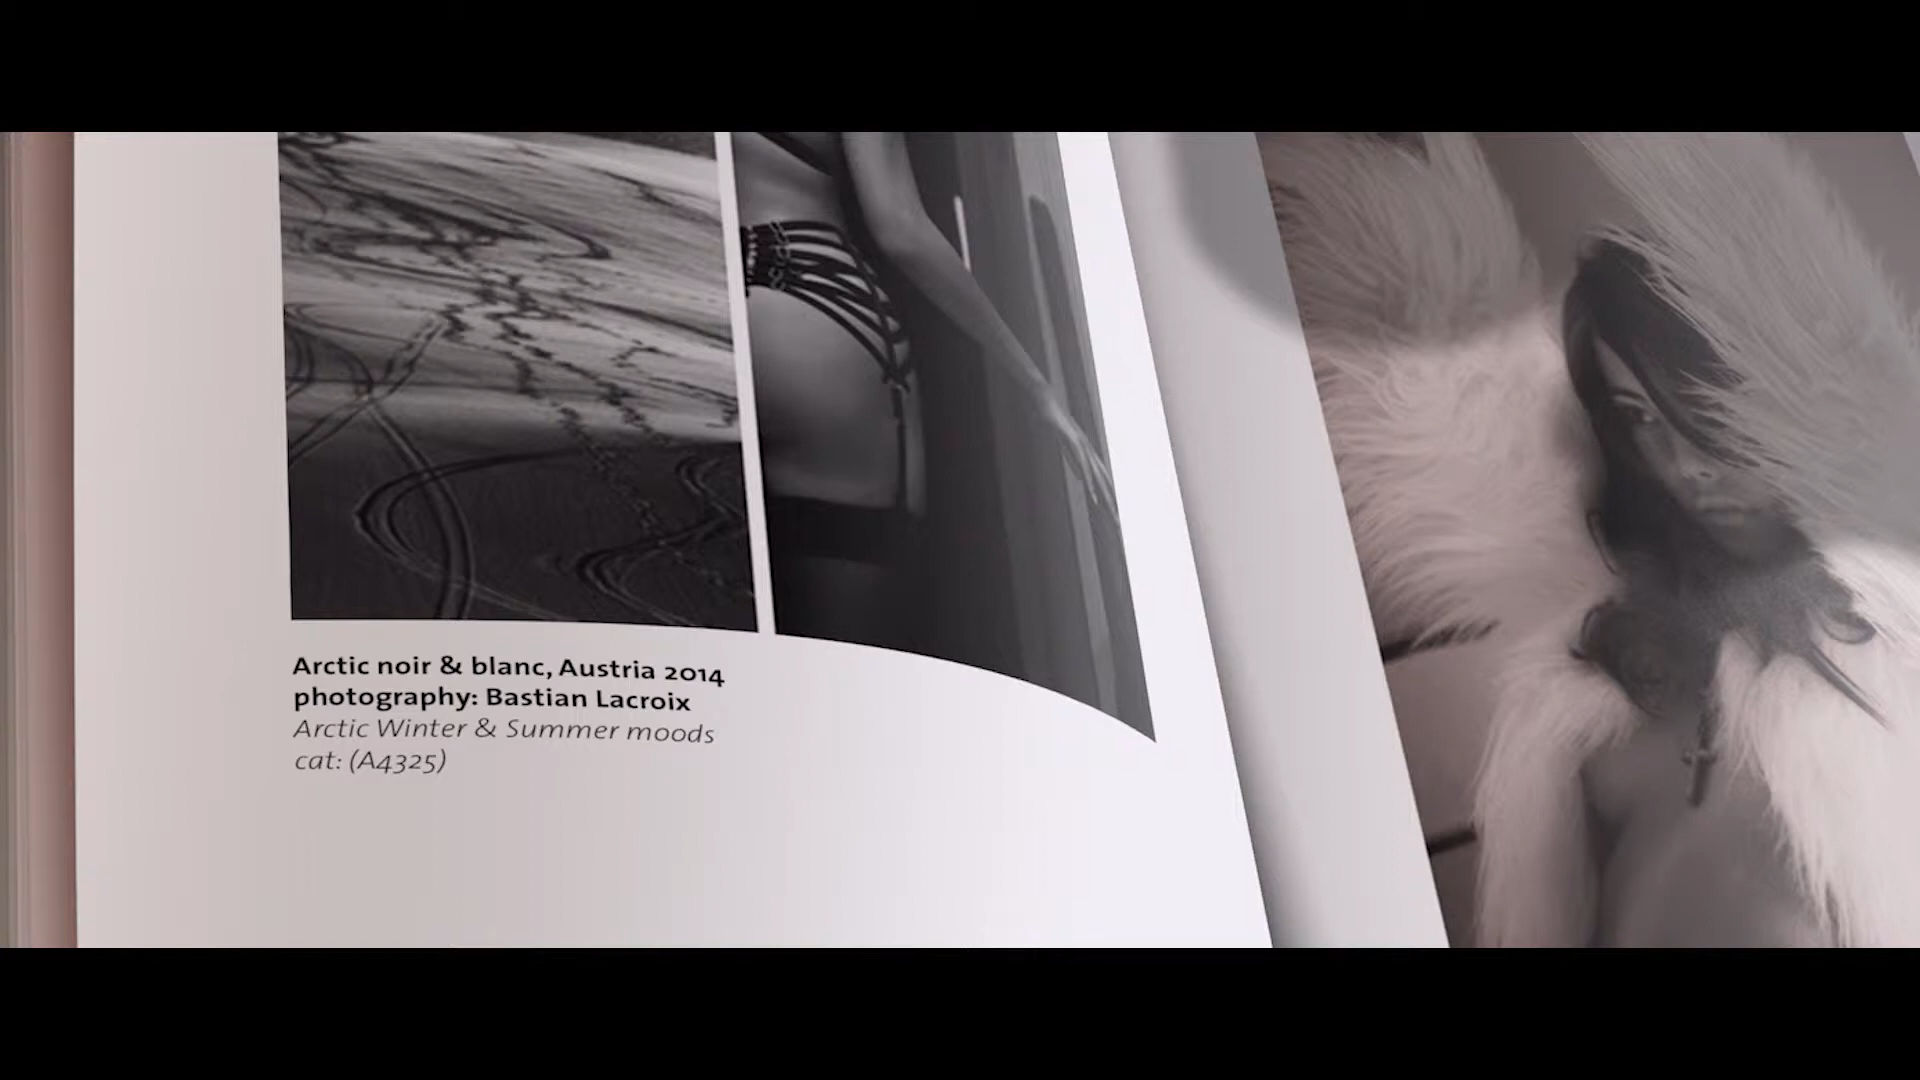 Arctic noir & blanc, Austria 2014
photography: Bastian Lacroix
Arctic Winter & Summer moods
cat: (A4325)